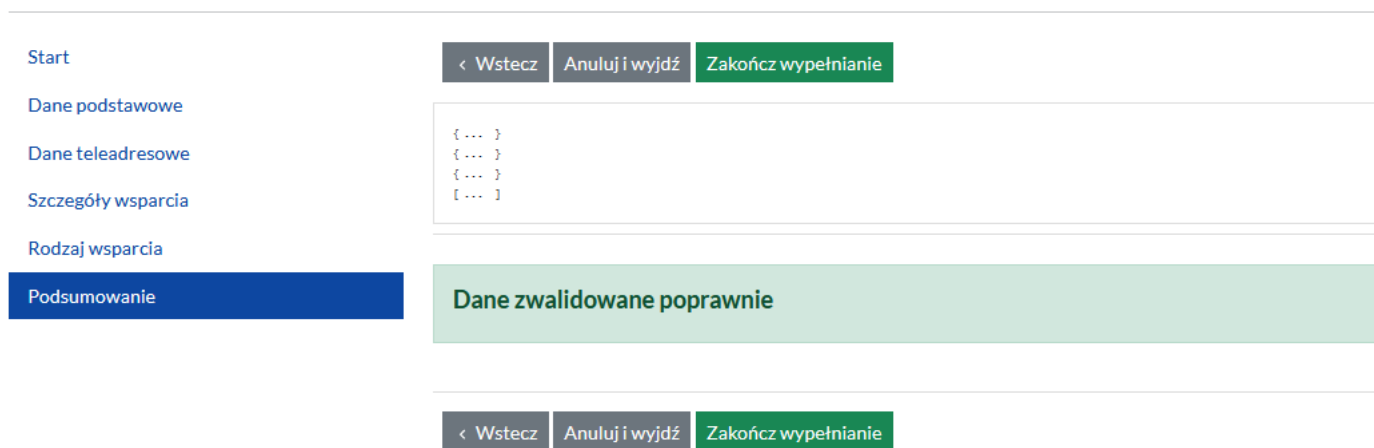 Start
Dane podstawowe
Dane teleadresowe
Szczegóły wsparcia
Rodzaj wsparcia
Podsumowanie
‹ Wstecz Anuluj i wyjdź Zakończ wypełnianie
{ ... }
{ ... }
{ ... }
[ ... ]
Dane zwalidowane poprawnie
‹ Wstecz Anuluj i wyjdź Zakończ wypełnianie